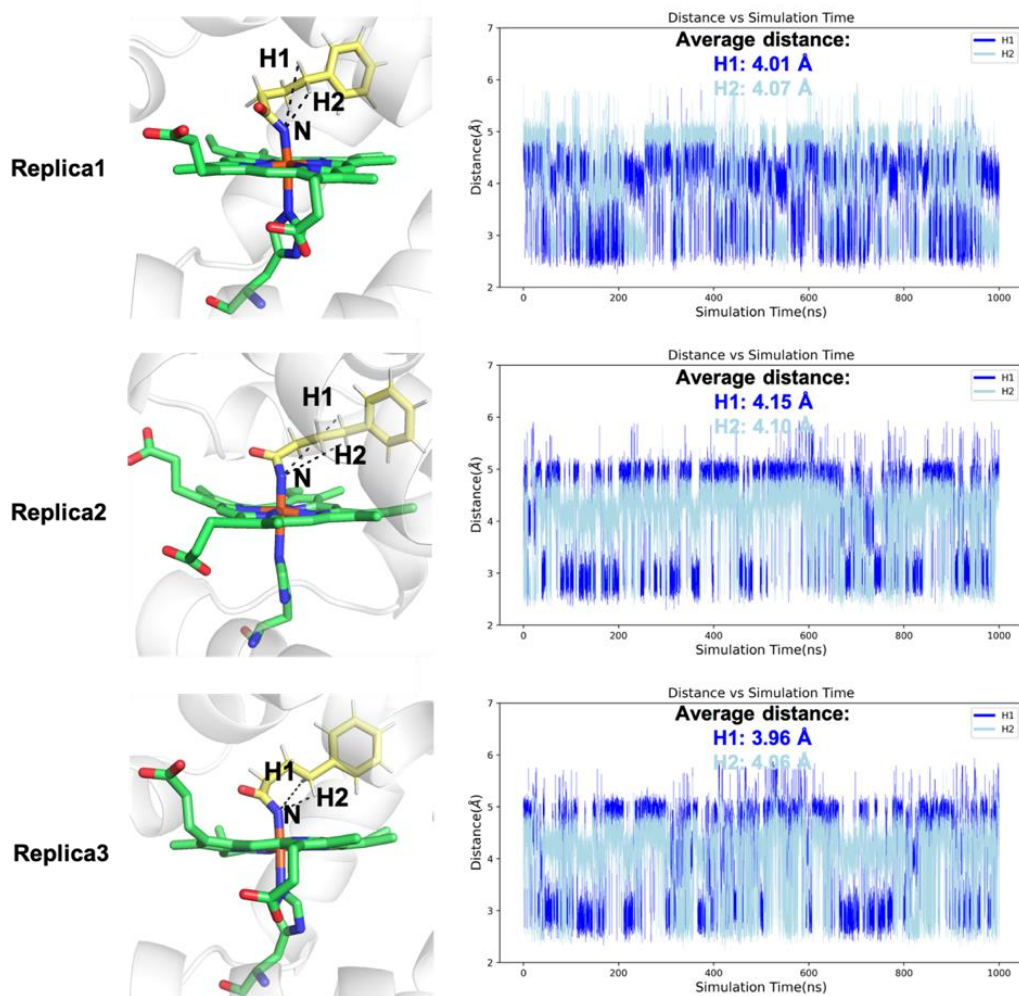 Replica1
H1
H2
N
Distance vs Simulation Time
Average distance:
H1: 4.01 Å
H2: 4.07 Å
H1
H2
Distance(Å)
7
6
5
4
3
2
0
200
400
600
800
1000
Simulation Time(ns)
Replica2
H1
H2
N
Distance vs Simulation Time
Average distance:
H1: 4.15 Å
H2: 4.10 Å
H1
H2
Distance(Å)
7
6
5
4
3
2
0
200
400
600
800
1000
Simulation Time(ns)
Replica3
H1
H2
N
Distance vs Simulation Time
Average distance:
H1: 3.96 Å
H2: 4.06 Å
H1
H2
Distance(Å)
7
6
5
4
3
2
0
200
400
600
800
1000
Simulation Time(ns)